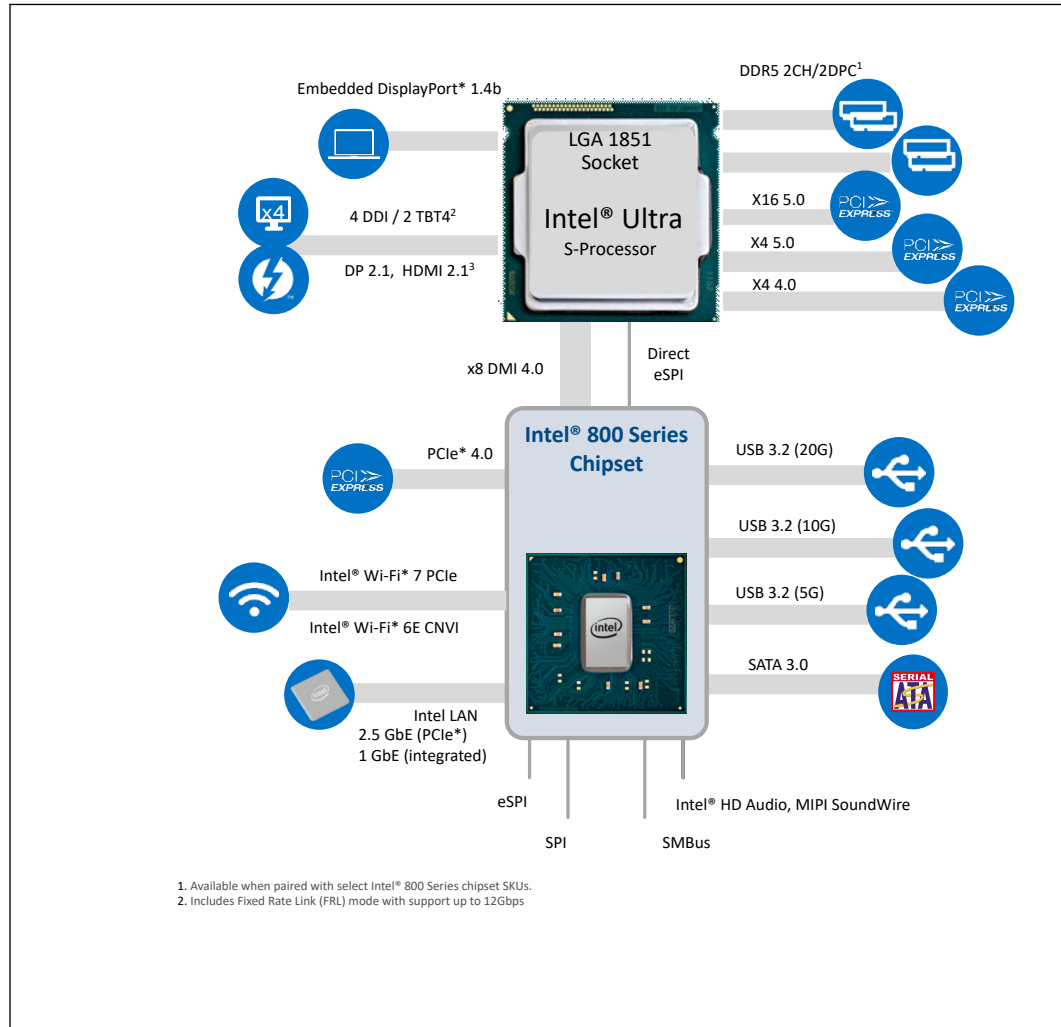 Embedded DisplayPort* 1.4b
DDR5 2CH/2DPC1
LGA 1851
Socket
Intel® Ultra
S-Processor
x4
4 DDI / 2 TBT42
DP 2.1, HDMI 2.13
TM
X16 5.0
PCI
EXPRESS
X4 5.0
PCI
EXPRESS
X4 4.0
PCI
EXPRESS
x8 DMI 4.0
Direct
eSPI
Intel® 800 Series
Chipset
intel
PCIe* 4.0
PCI
EXPRESS
Intel® Wi-Fi* 7 PCIe
Intel® Wi-Fi* 6E CNVI
intel
Intel LAN
2.5 GbE (PCIe*)
1 GbE (integrated)
USB 3.2 (20G)
USB 3.2 (10G)
USB 3.2 (5G)
SATA 3.0
SERIAL
ATA
eSPI
SPI
SMBus
Intel® HD Audio, MIPI SoundWire
1. Available when paired with select Intel® 800 Series chipset SKUs.
2. Includes Fixed Rate Link (FRL) mode with support up to 12Gbps